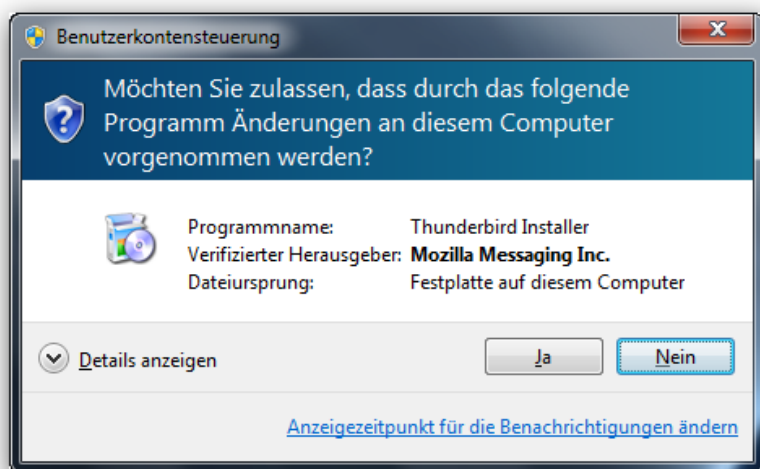 Benutzerkontensteuerung
Möchten Sie zulassen, dass durch das folgende
Programm Änderungen an diesem Computer
vorgenommen werden?
Programmname: Thunderbird Installer
Verifizierter Herausgeber: Mozilla Messaging Inc.
Dateiursprung: Festplatte auf diesem Computer
Details anzeigen
Ja
Nein
Anzeigezeitpunkt für die Benachrichtigungen ändern